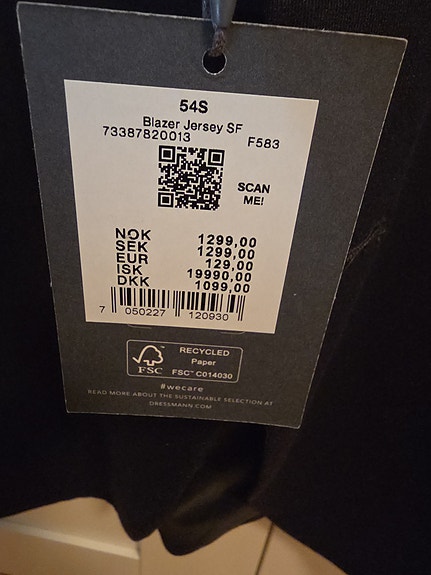 54S
Blazer Jersey SF
73387820013 F583
SCAN
ME!
NOK 1299,00
SEK 1299,00
EUR 129,00
ISK 19990,00
DKK 1099,00
7 050227 120930
RECYCLED
Paper
FSC™ C014030
FSC
#wecare
READ MORE ABOUT THE SUSTAINABLE SELECTION AT
DRESSMANN.COM